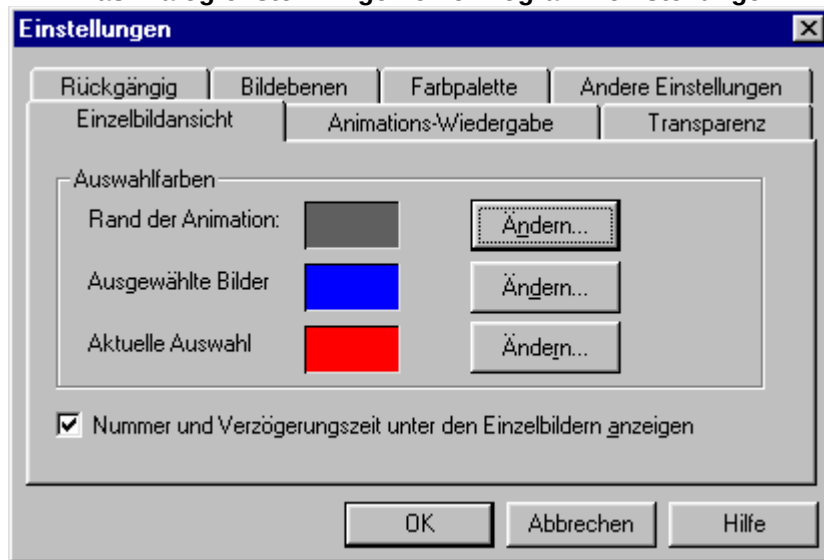 Einstellungen
Rückgängig Bildebenen Farbpalette Andere Einstellungen
Einzelbildansicht Animations-Wiedergabe Transparenz
Auswahlfarben
Rand der Animation: Ändern...
Ausgewählte Bilder Ändern...
Aktuelle Auswahl Ändern...
Nummer und Verzögerungszeit unter den Einzelbildern anzeigen
OK Abbrechen Hilfe